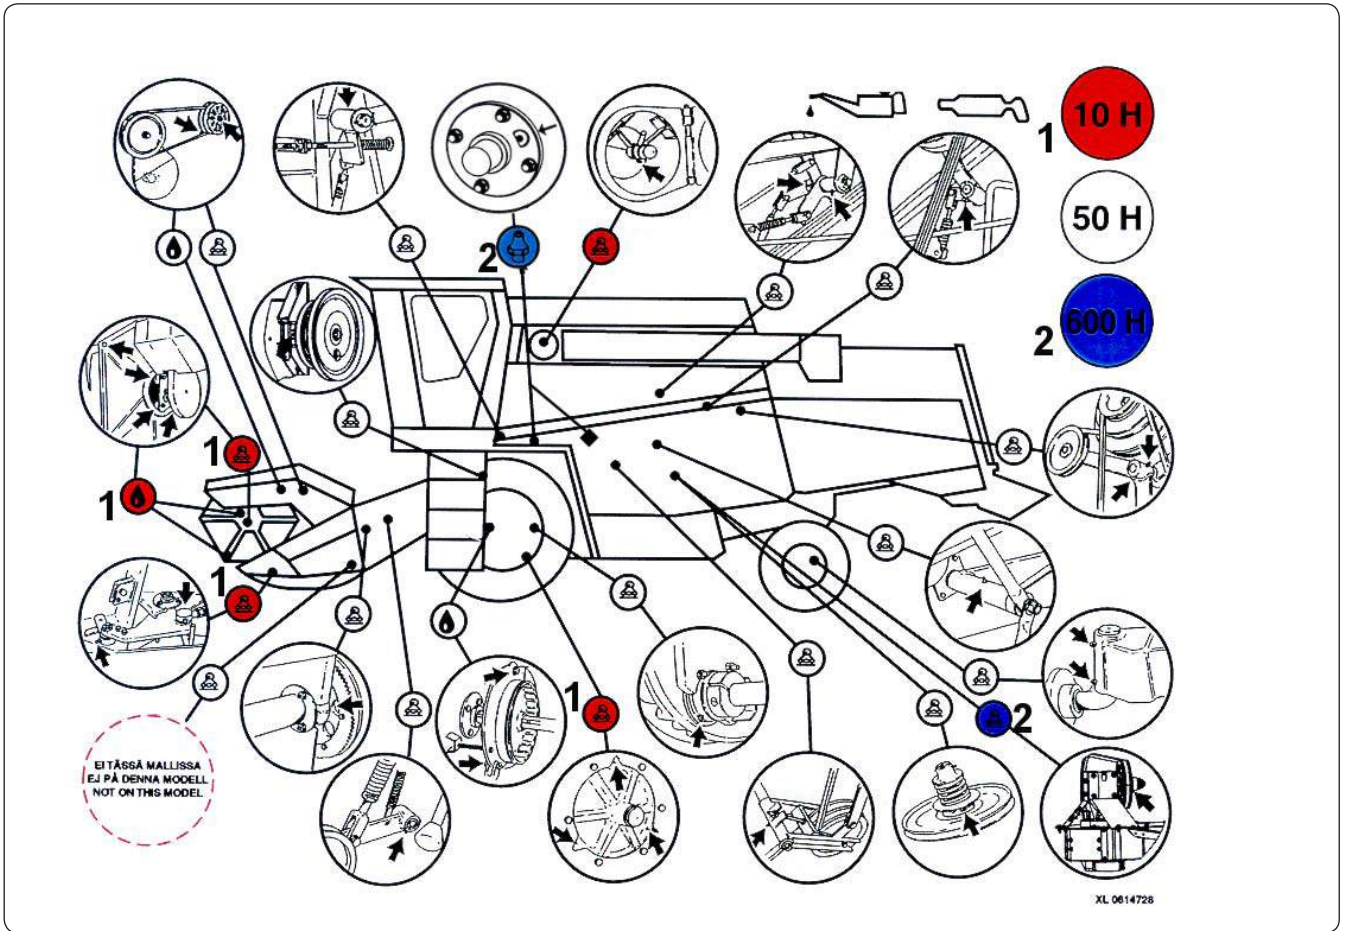 10 H
1
50 H
2
600 H
2
1
1
1
1
2
EI TÄSSÄ MALLISSA
EJ PÅ DENNA MODELL
NOT ON THIS MODEL
XL 0614728